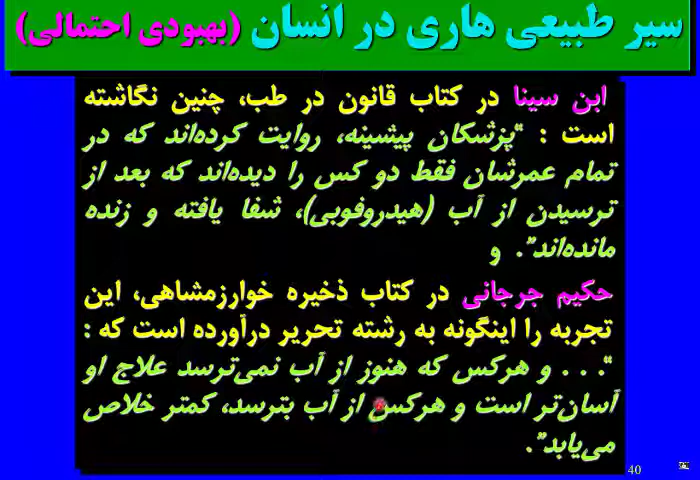 سیر طبیعی هاری در انسان (بهبودی احتمالی)
ابن سینا در کتاب قانون در طب، چنین نگاشته
است : “پزشکان پیشینه، روایت کرده‌اند که در
تمام عمرشان فقط دو کس را دیده‌اند که بعد از
ترسیدن از آب (هیدروفوبی)، شفا یافته و زنده
مانده‌اند”. و
حکیم جرجانی در کتاب ذخیره خوارزمشاهی، این
تجربه را اینگونه به رشته تحریر درآورده است که :
“. . . و هرکس که هنوز از آب نمی‌ترسد علاج او
آسان‌تر است و هرکس از آب بترسد، کمتر خلاص
می‌یابد”.
40